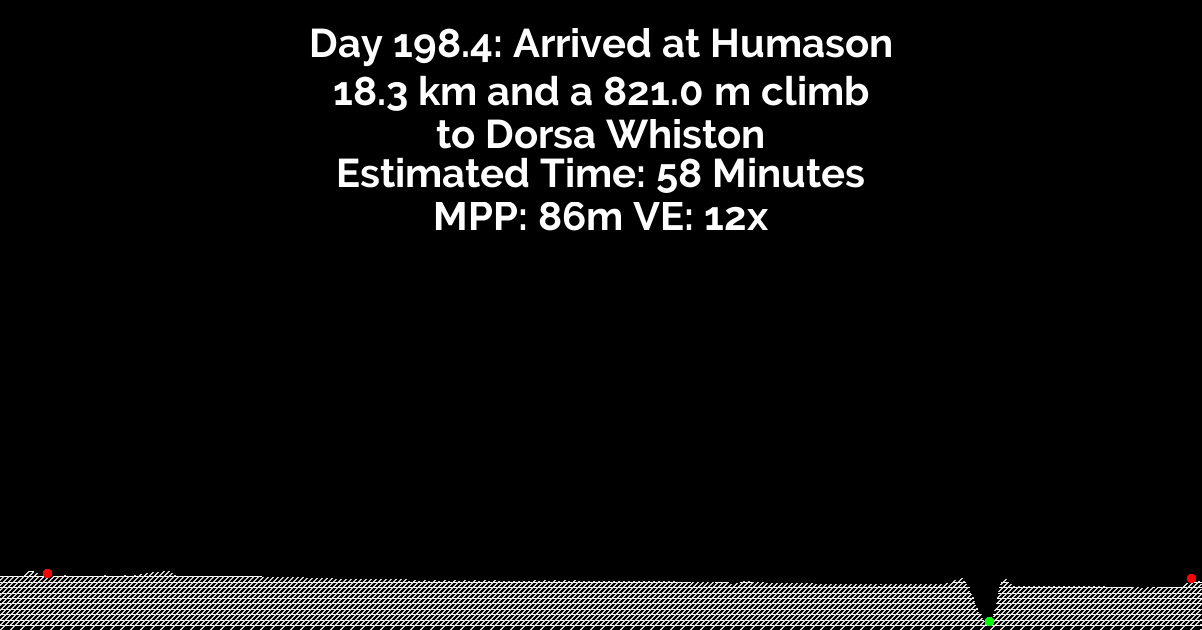 Day 198.4: Arrived at Humason
18.3 km and a 821.0 m climb
to Dorsa Whiston
Estimated Time: 58 Minutes
MPP: 86m VE: 12x